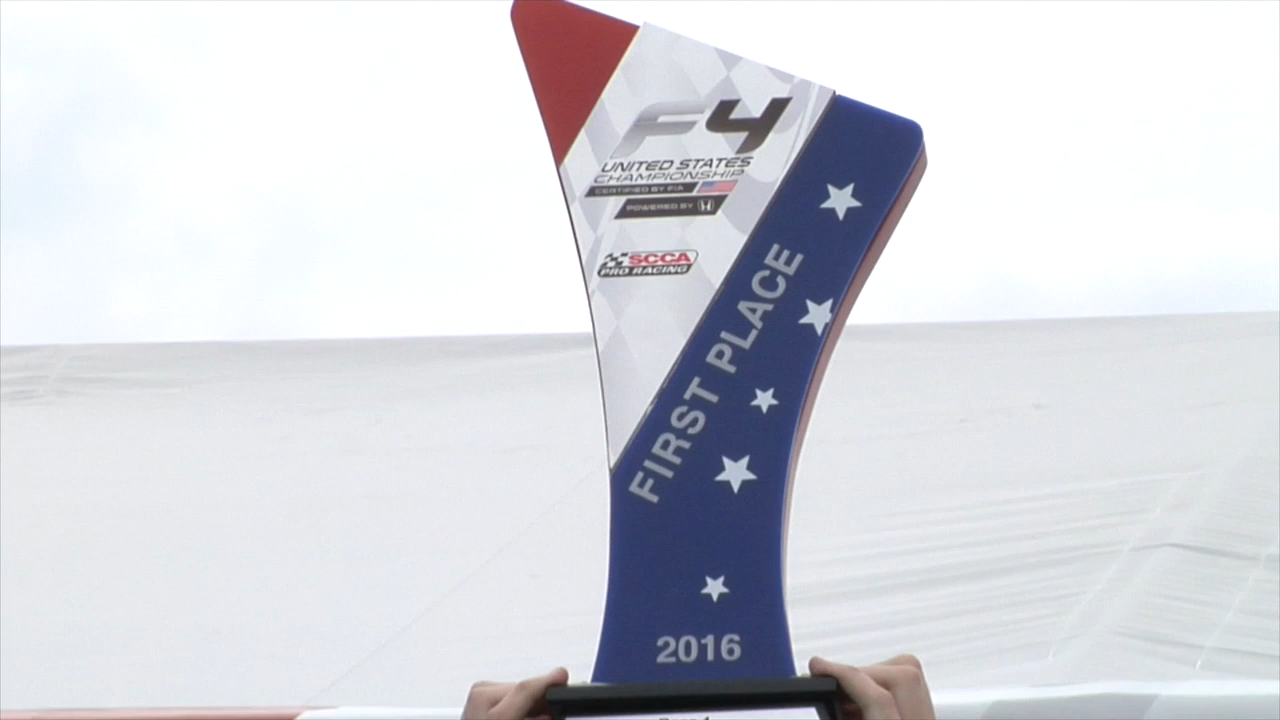 F4
UNITED STATES
CHAMPIONSHIP
CERTIFIED BY FIA
POWERED BY
SCCA
PRO RACING
FIRST PLACE
2016